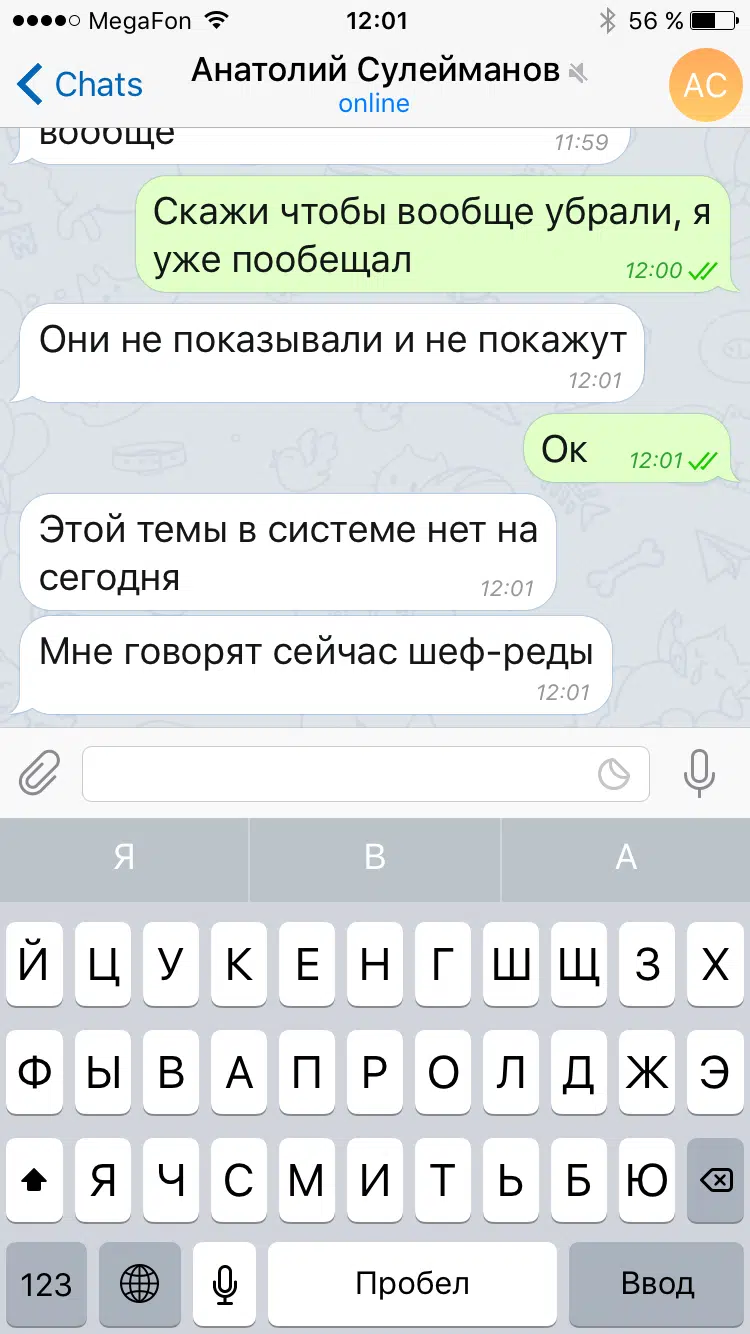 MegaFon 12:01 56 %
Chats Анатолий Сулейманов АС
online
вообще
11:59
Скажи чтобы вообще убрали, я
уже пообещал
12:00
Они не показывали и не покажут
12:01
Ок 12:01
Этой темы в системе нет на
сегодня
12:01
Мне говорят сейчас шеф-реды
12:01
Я В А
Й Ц У К Е Н Г Ш Щ З Х
Ф Ы В А П Р О Л Д Ж Э
Я Ч С М И Т Ь Б Ю
123 Пробел Ввод